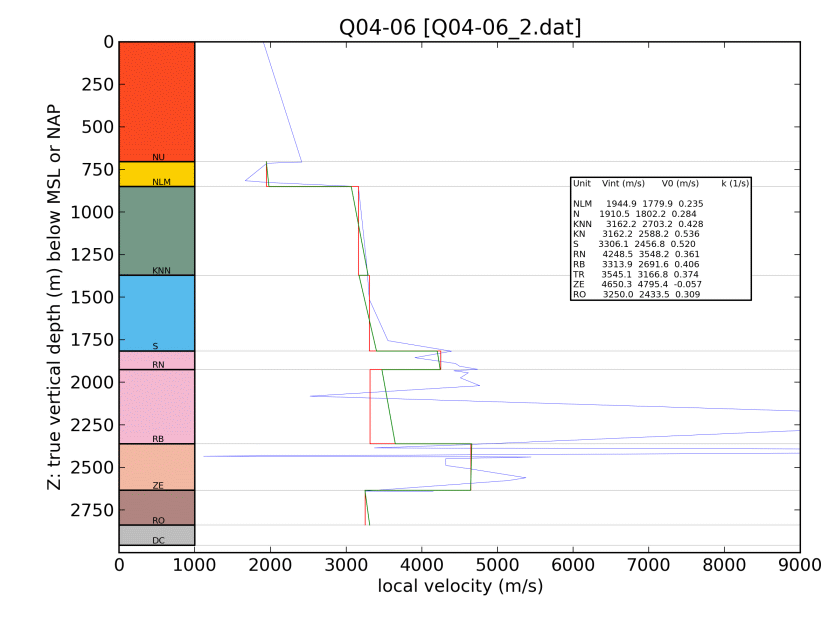 Q04-06 [Q04-06_2.dat]
Z: true vertical depth (m) below MSL or NAP
0
250
500
750
1000
1250
1500
1750
2000
2250
2500
2750
NU
NLM
KNN
S
RN
RB
ZE
RO
DC
Unit Vint (m/s) V0 (m/s) k (1/s)
NLM 1944.9 1779.9 0.235
N 1910.5 1802.2 0.284
KNN 3162.2 2703.2 0.428
KN 3162.2 2588.2 0.536
S 3306.1 2456.8 0.520
RN 4248.5 3548.2 0.361
RB 3313.9 2691.6 0.406
TR 3545.1 3166.8 0.374
ZE 4650.3 4795.4 -0.057
RO 3250.0 2433.5 0.309
0 1000 2000 3000 4000 5000 6000 7000 8000 9000
local velocity (m/s)